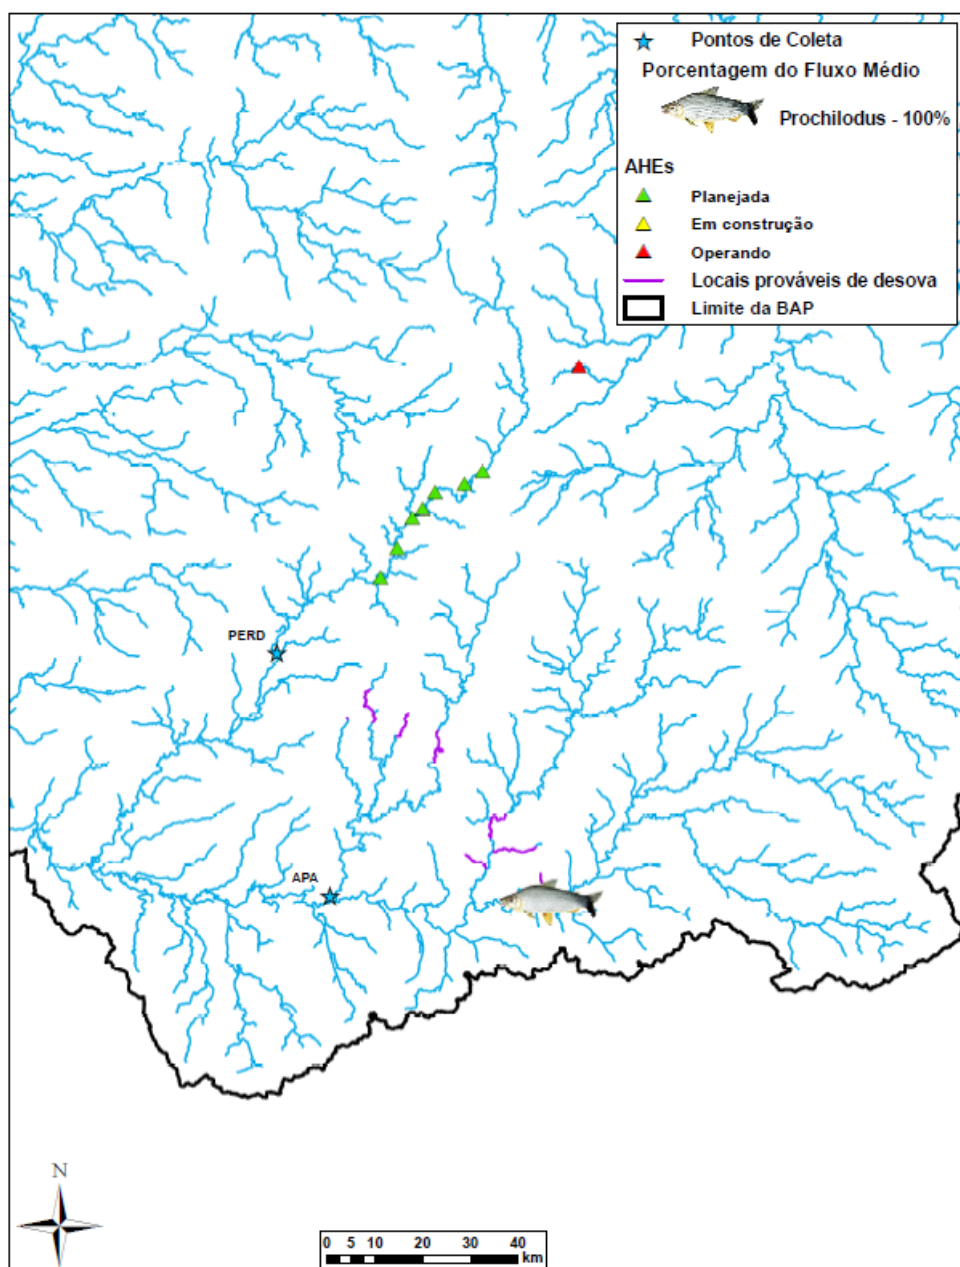 Pontos de Coleta
Porcentagem do Fluxo Médio
Prochilodus - 100%
AHEs
Planejada
Em construção
Operando
Locais prováveis de desova
Limite da BAP
PERD
APA
N
0 5 10 20 30 40
km